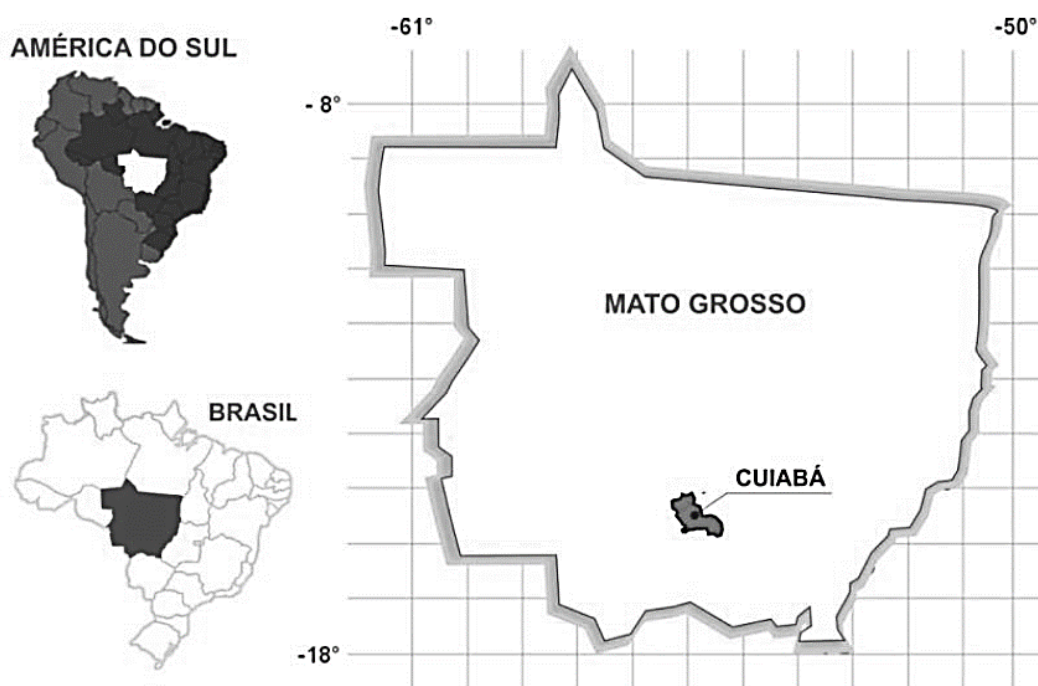 AMÉRICA DO SUL
BRASIL
-61°
-50°
- 8°
MATO GROSSO
CUIABÁ
-18°